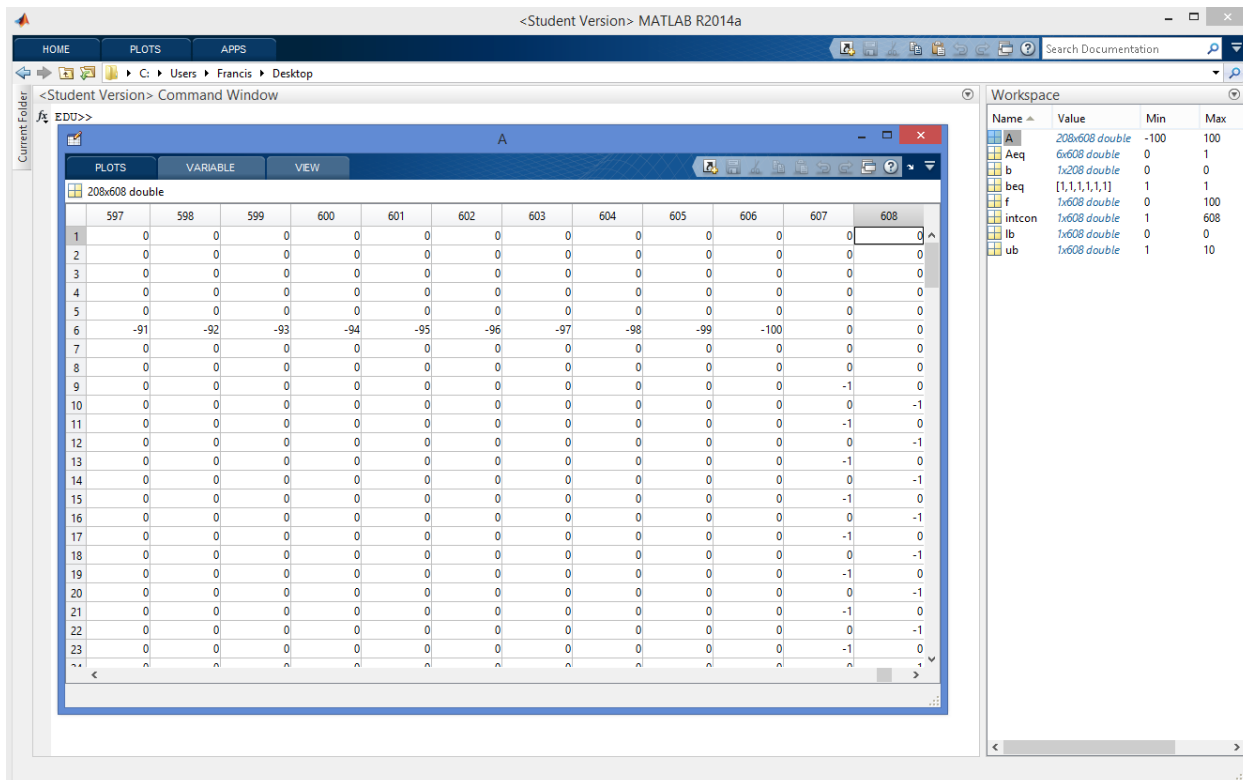 <Student Version> MATLAB R2014a
HOME PLOTS APPS Search Documentation
C: Users Francis Desktop
Current Folder
<Student Version> Command Window
fx EDU>>
A
PLOTS VARIABLE VIEW
208x608 double
597 598 599 600 601 602 603 604 605 606 607 608
1 0 0 0 0 0 0 0 0 0 0 0 0
2 0 0 0 0 0 0 0 0 0 0 0 0
3 0 0 0 0 0 0 0 0 0 0 0 0
4 0 0 0 0 0 0 0 0 0 0 0 0
5 0 0 0 0 0 0 0 0 0 0 0 0
6 -91 -92 -93 -94 -95 -96 -97 -98 -99 -100 0 0
7 0 0 0 0 0 0 0 0 0 0 0 0
8 0 0 0 0 0 0 0 0 0 0 0 0
9 0 0 0 0 0 0 0 0 0 0 -1 0
10 0 0 0 0 0 0 0 0 0 0 0 -1
11 0 0 0 0 0 0 0 0 0 0 -1 0
12 0 0 0 0 0 0 0 0 0 0 0 -1
13 0 0 0 0 0 0 0 0 0 0 -1 0
14 0 0 0 0 0 0 0 0 0 0 0 -1
15 0 0 0 0 0 0 0 0 0 0 -1 0
16 0 0 0 0 0 0 0 0 0 0 0 -1
17 0 0 0 0 0 0 0 0 0 0 -1 0
18 0 0 0 0 0 0 0 0 0 0 0 -1
19 0 0 0 0 0 0 0 0 0 0 -1 0
20 0 0 0 0 0 0 0 0 0 0 0 -1
21 0 0 0 0 0 0 0 0 0 0 -1 0
22 0 0 0 0 0 0 0 0 0 0 0 -1
23 0 0 0 0 0 0 0 0 0 0 -1 0
Workspace
Name Value Min Max
A 208x608 double -100 100
Aeq 6x608 double 0 1
b 1x208 double 0 0
beq [1,1,1,1,1,1] 1 1
f 1x608 double 0 100
intcon 1x608 double 1 608
lb 1x608 double 0 0
ub 1x608 double 1 10